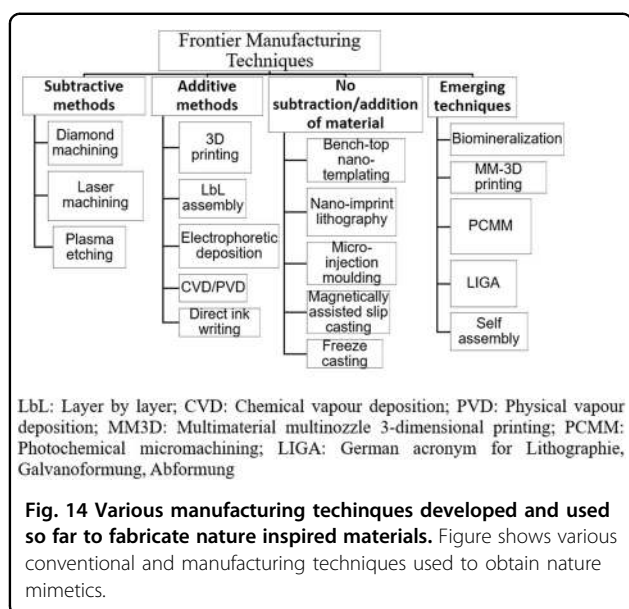 Frontier Manufacturing
Techniques
Subtractive
methods
Diamond
machining
Laser
machining
Plasma
etching
Additive
methods
3D
printing
LbL
assembly
Electrophoretic
deposition
CVD/PVD
Direct ink
writing
No
subtraction/addition
of material
Bench-top
nano-
templating
Nano-imprint
lithography
Micro-
injection
moulding
Magnetically
assisted slip
casting
Freeze
casting
Emerging
techniques
Biomineralization
MM-3D
printing
PCMM
LIGA
Self
assembly
LbL: Layer by layer; CVD: Chemical vapour deposition; PVD: Physical vapour
deposition; MM3D: Multimaterial multinozzle 3-dimensional printing; PCMM:
Photochemical micromachining; LIGA: German acronym for Lithographie,
Galvanoformung, Abformung
Fig. 14 Various manufacturing techinques developed and used
so far to fabricate nature inspired materials. Figure shows various
conventional and manufacturing techniques used to obtain nature
mimetics.